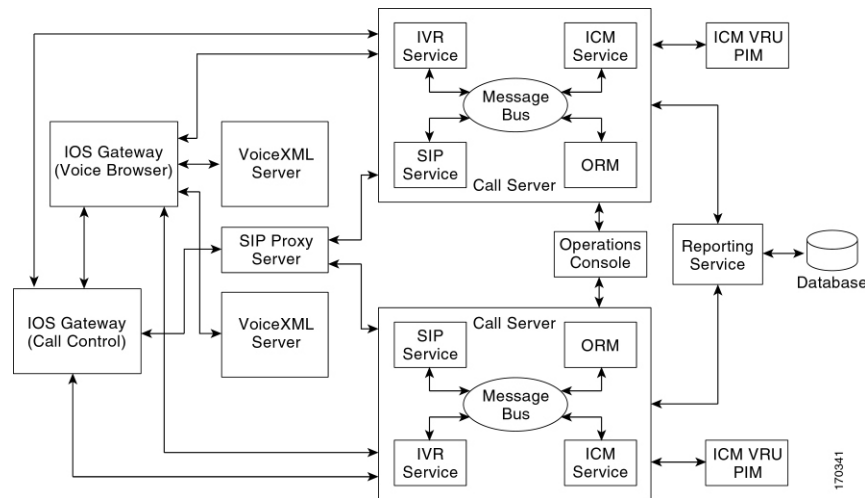 IVR
Service
ICM
Service
ICM VRU
PIM
Message
Bus
SIP
Service
ORM
Call Server
IOS Gateway
(Voice Browser)
VoiceXML
Server
SIP Proxy
Server
Operations
Console
Reporting
Service
Database
IOS Gateway
(Call Control)
VoiceXML
Server
Call Server
SIP
Service
ORM
Message
Bus
IVR
Service
ICM
Service
ICM VRU
PIM
170341